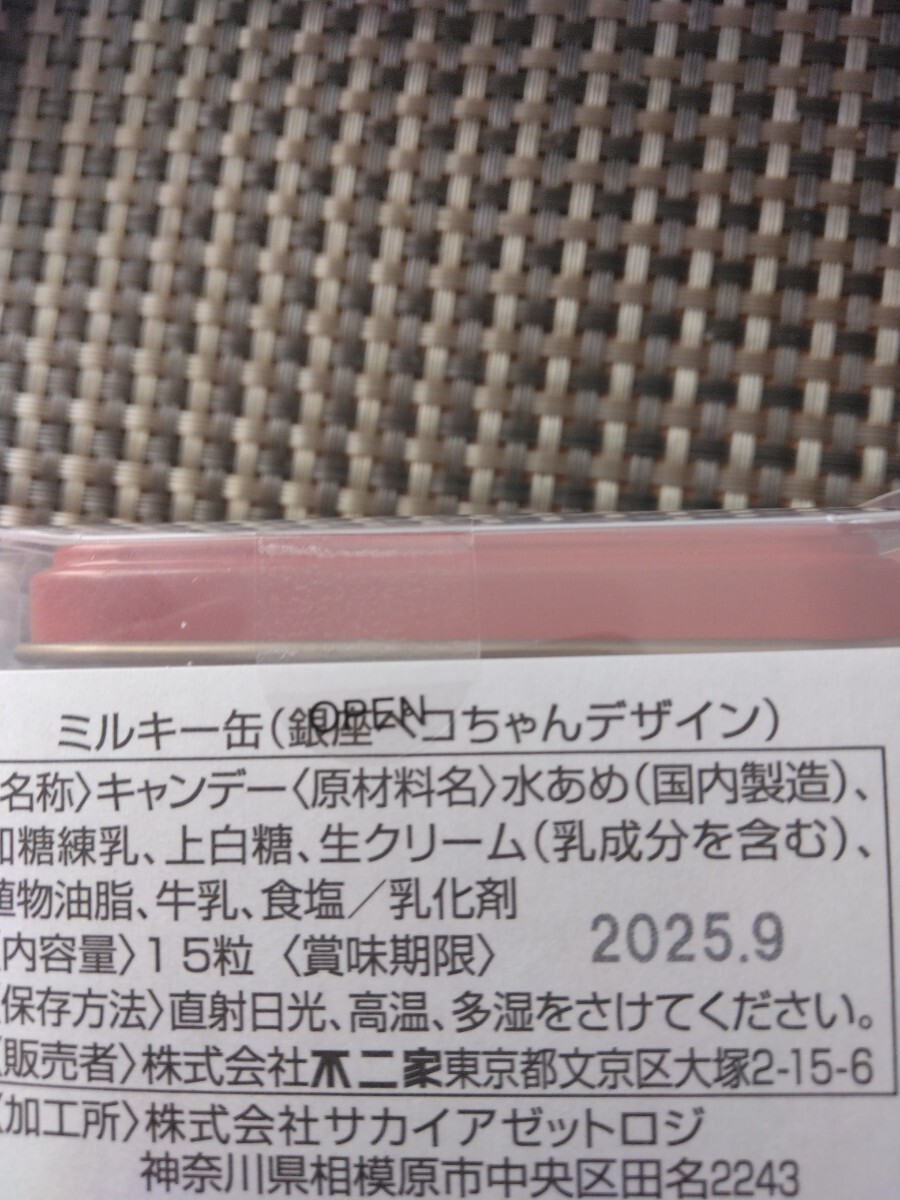 OPEN
ミルキー缶(銀座ペコちゃんデザイン)
名称〉キャンデー〈原材料名〉水あめ(国内製造)、
加糖練乳、上白糖、生クリーム(乳成分を含む)、
植物油脂、牛乳、食塩／乳化剤
〈内容量〉15粒 〈賞味期限〉 2025.9
〈保存方法〉直射日光、高温、多湿をさけてください。
〈販売者〉株式会社不二家東京都文京区大塚2-15-6
〈加工所〉株式会社サカイアゼットロジ
神奈川県相模原市中央区田名2243